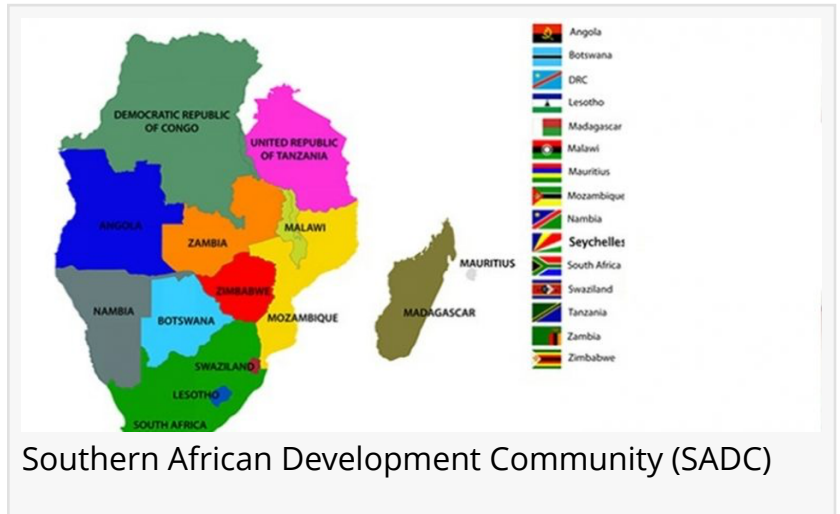 DEMOCRATIC REPUBLIC
OF CONGO
UNITED REPUBLIC
OF TANZANIA
ANGOLA
ZAMBIA
MALAWI
NAMBIA
ZIMBABWE
BOTSWANA
MOZAMBIQUE
SWAZILAND
LESOTHO
SOUTH AFRICA
MAURITIUS
MADAGASCAR
Angola
Botswana
DRC
Lesotho
Madagascar
Malawi
Mauritius
Mozambique
Nambia
Seychelles
South Africa
Swaziland
Tanzania
Zambia
Zimbabwe
Southern African Development Community (SADC)